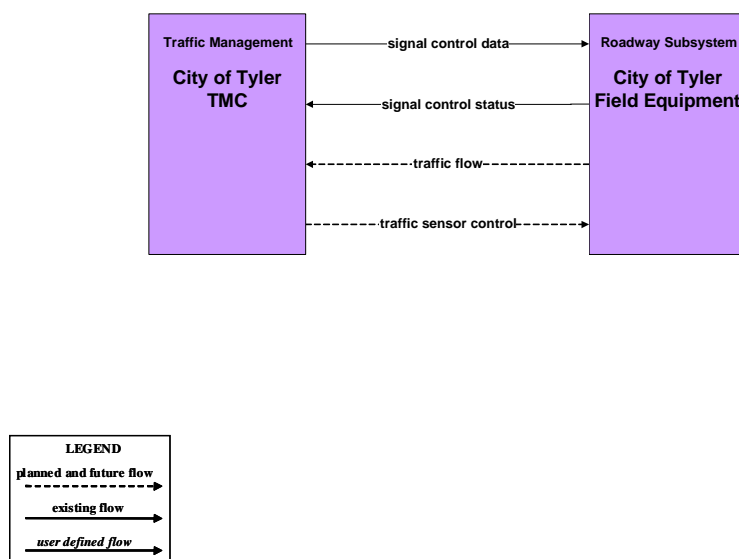 Traffic Management
City of Tyler
TMC
signal control data
signal control status
traffic flow
traffic sensor control
Roadway Subsystem
City of Tyler
Field Equipment
LEGEND
planned and future flow
existing flow
user defined flow